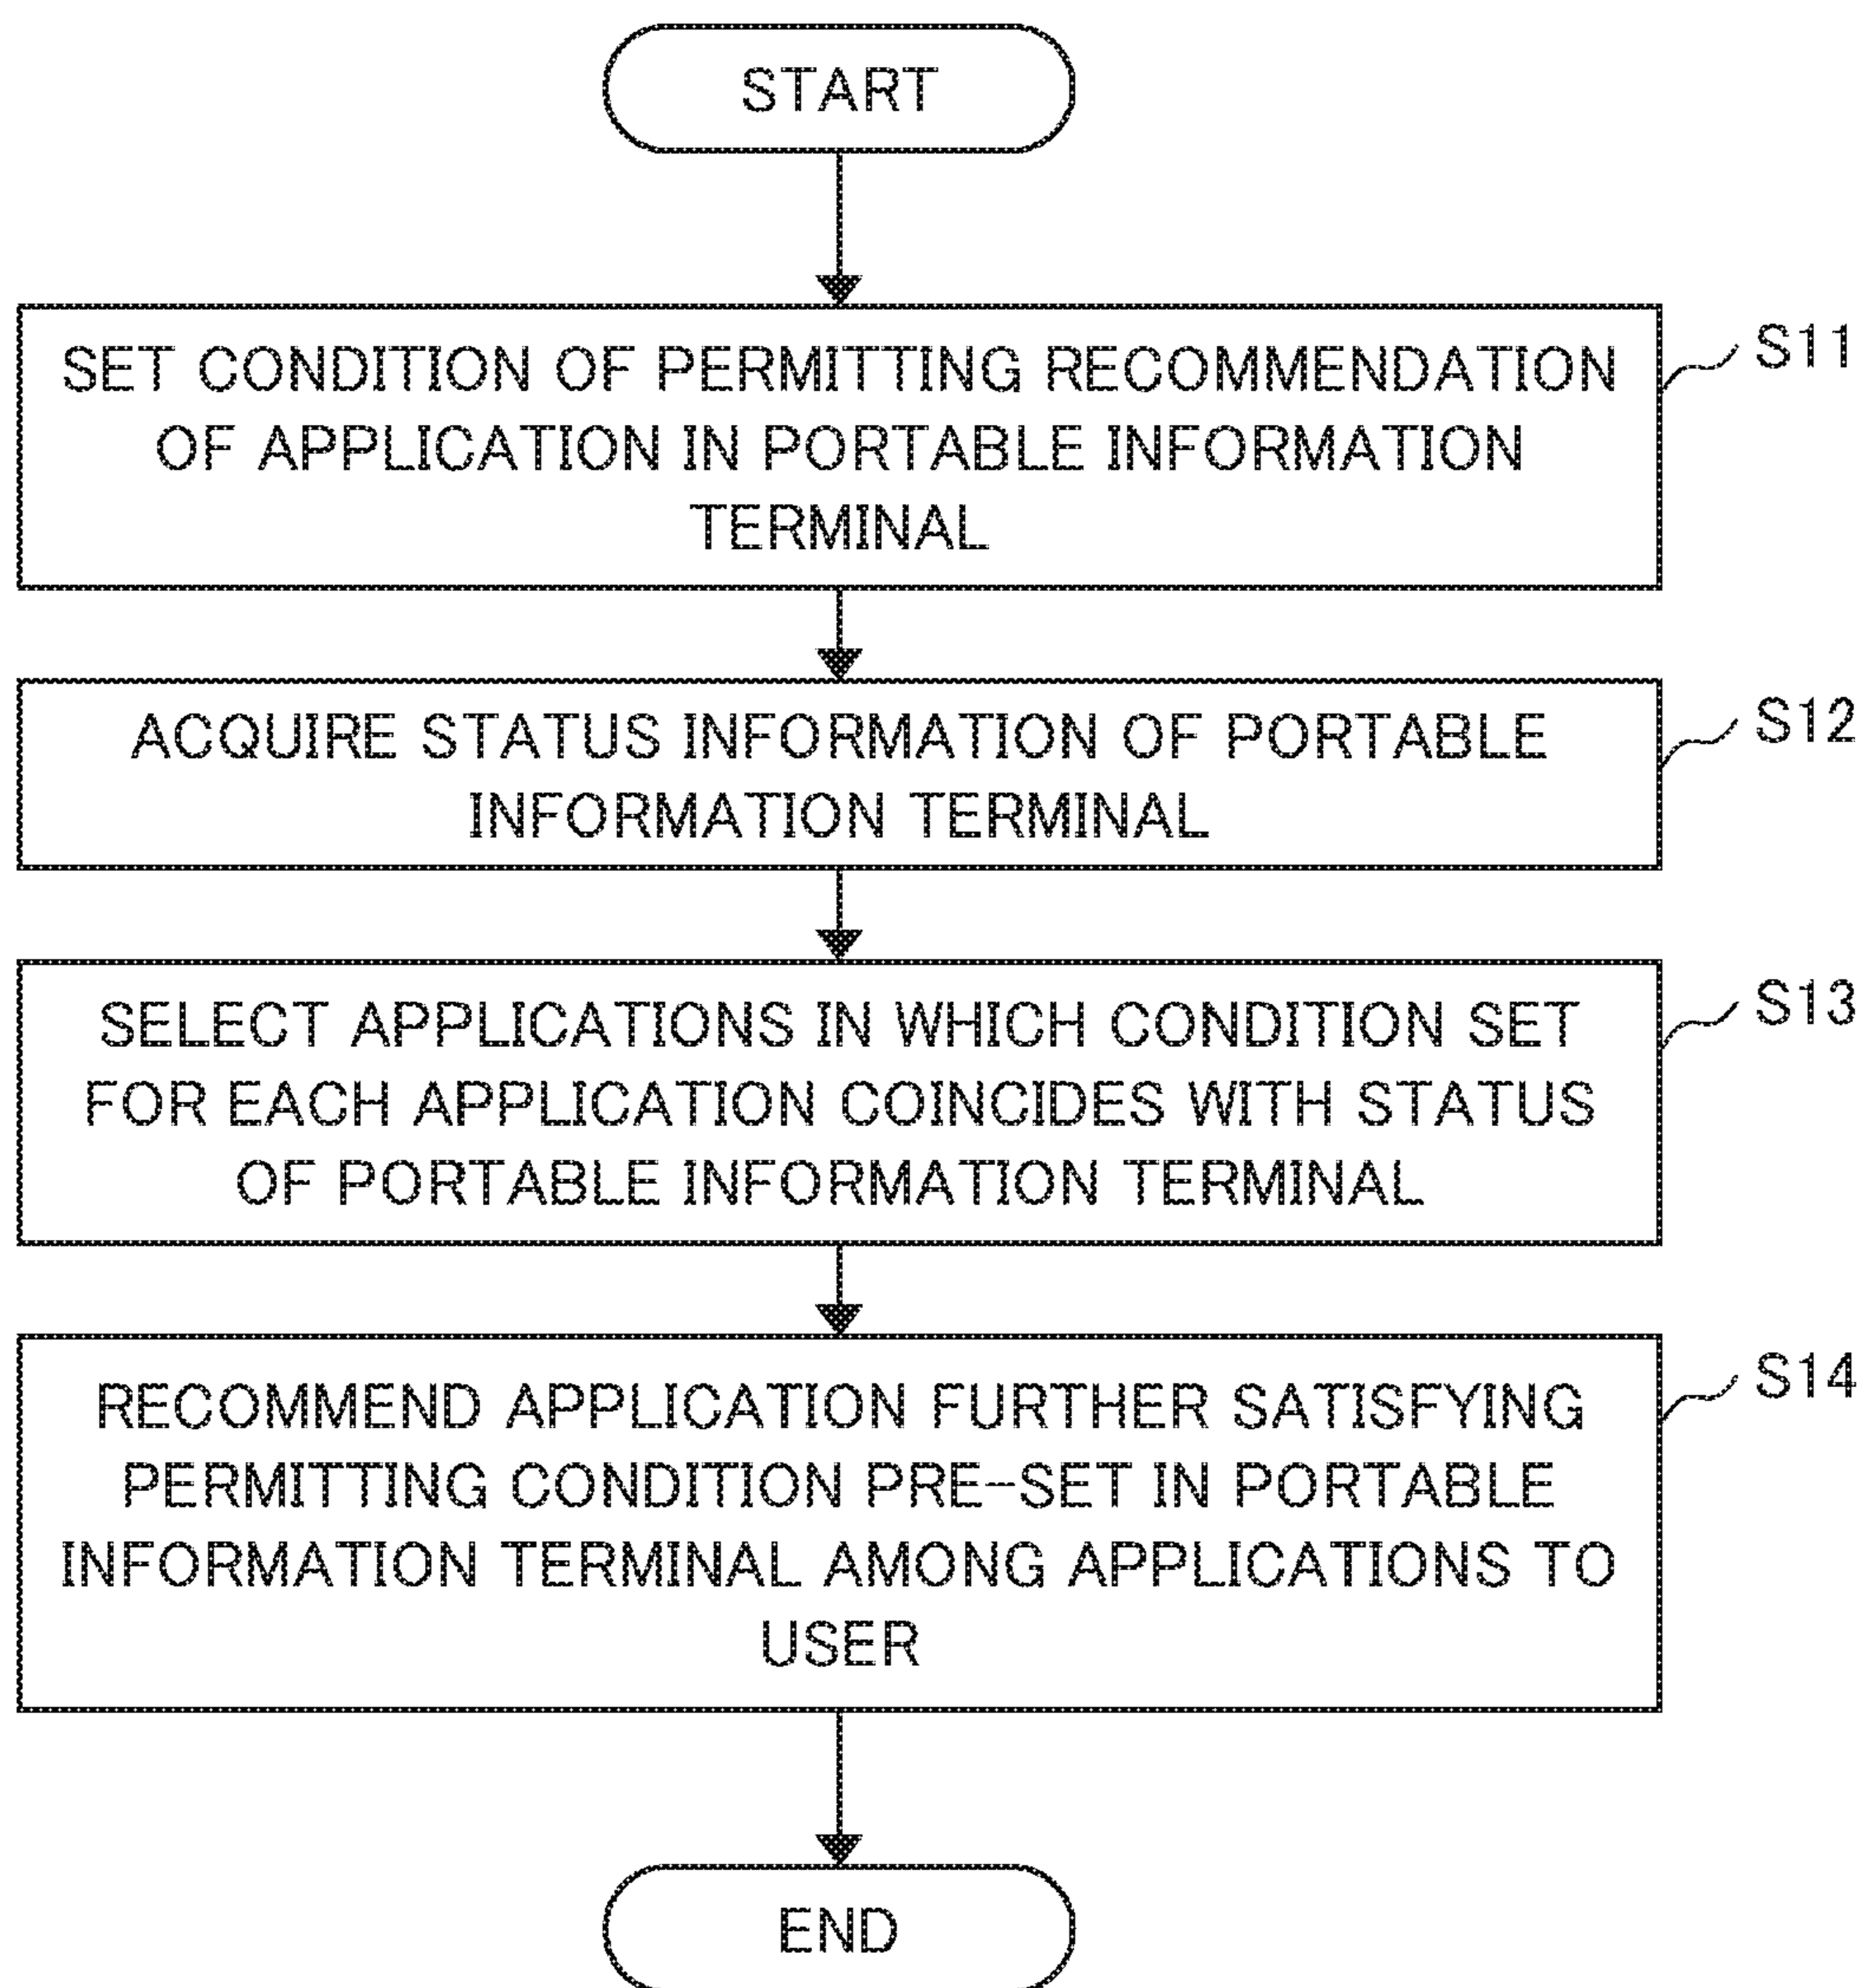 START
SET CONDITION OF PERMITTING RECOMMENDATION
OF APPLICATION IN PORTABLE INFORMATION
TERMINAL
S11
ACQUIRE STATUS INFORMATION OF PORTABLE
INFORMATION TERMINAL
S12
SELECT APPLICATIONS IN WHICH CONDITION SET
FOR EACH APPLICATION COINCIDES WITH STATUS
OF PORTABLE INFORMATION TERMINAL
S13
RECOMMEND APPLICATION FURTHER SATISFYING
PERMITTING CONDITION PRE-SET IN PORTABLE
INFORMATION TERMINAL AMONG APPLICATIONS TO
USER
S14
END